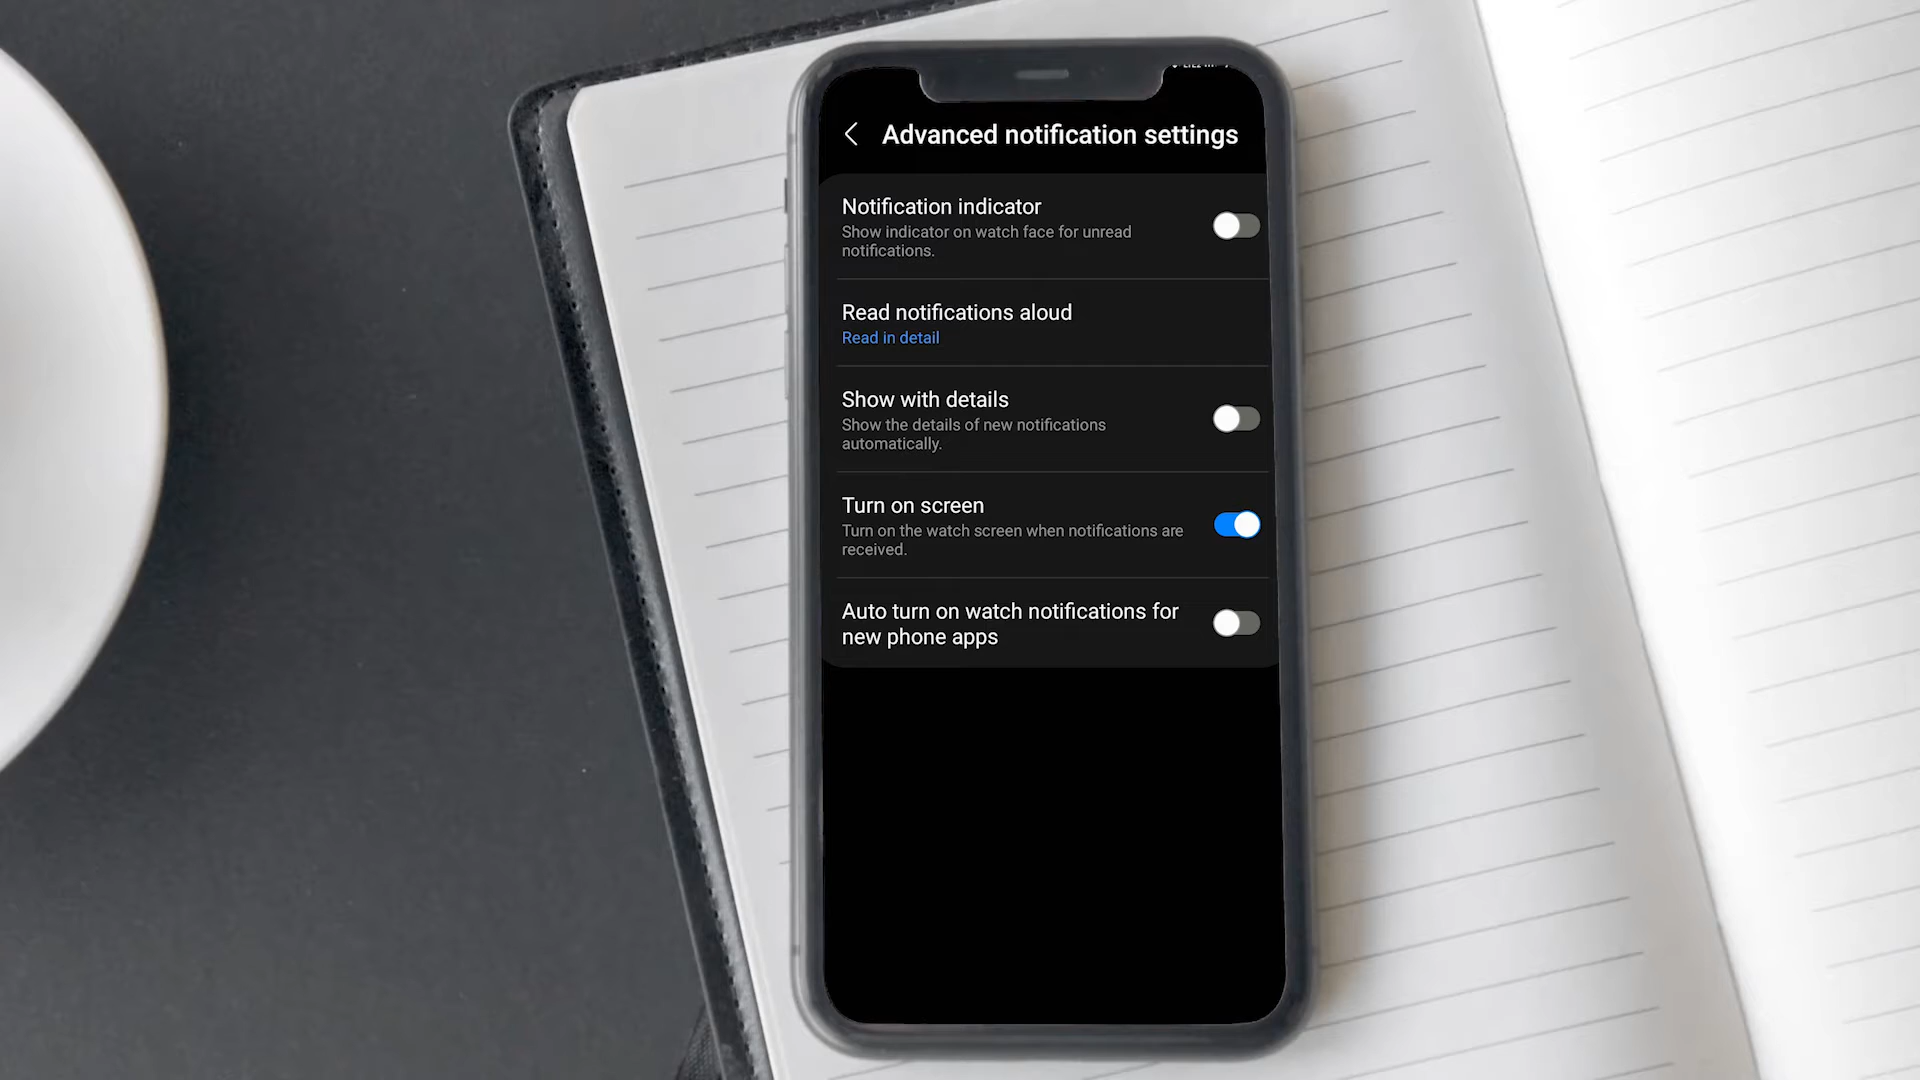 Advanced notification settings
Notification indicator
Show indicator on watch face for unread
notifications.
Read notifications aloud
Read in detail
Show with details
Show the details of new notifications
automatically.
Turn on screen
Turn on the watch screen when notifications are
received.
Auto turn on watch notifications for
new phone apps